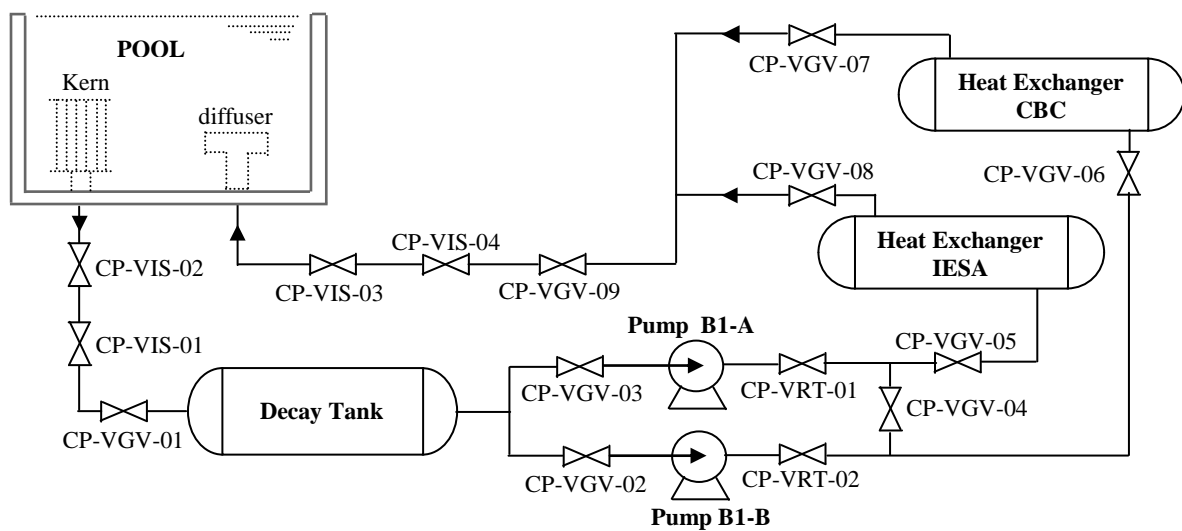 POOL
Kern
diffuser
CP-VGV-07
Heat Exchanger
CBC
CP-VGV-06
CP-VGV-08
Heat Exchanger
IESA
CP-VIS-04
CP-VIS-02
CP-VIS-03
CP-VGV-09
CP-VIS-01
Pump B1-A
CP-VGV-05
CP-VGV-03
CP-VRT-01
CP-VGV-04
Decay Tank
CP-VGV-01
CP-VGV-02
CP-VRT-02
Pump B1-B